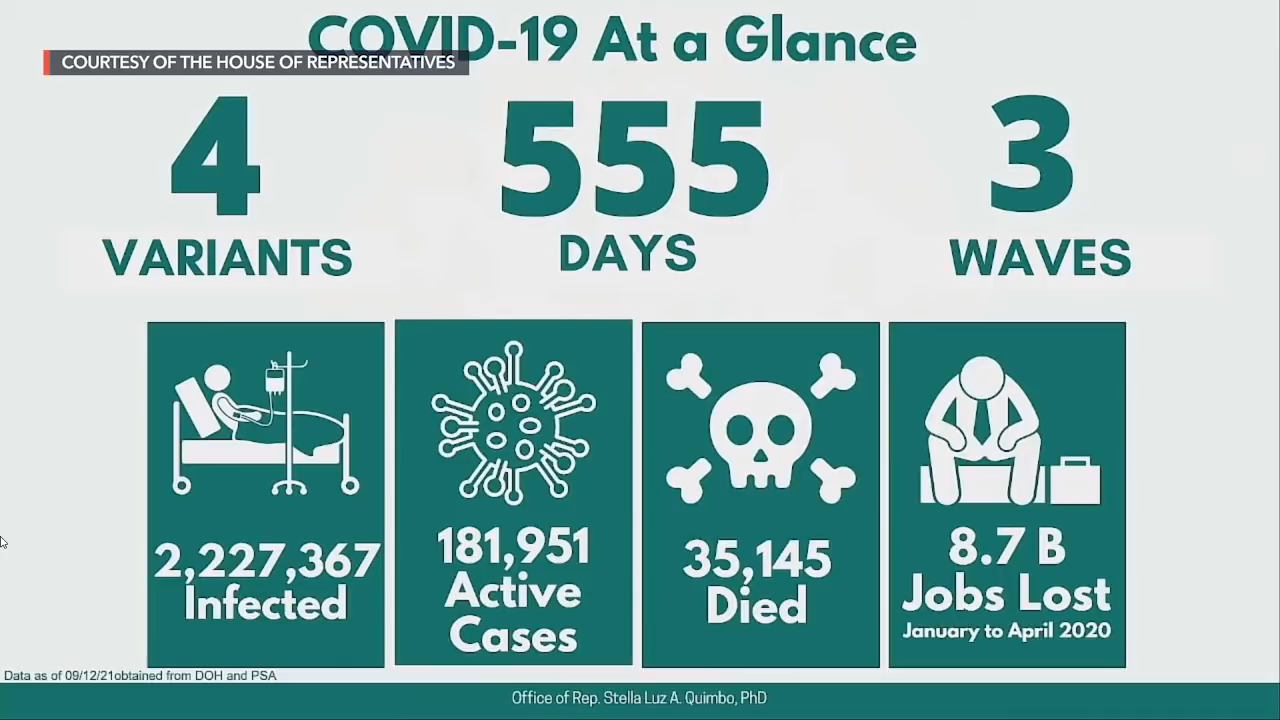 COVID-19 At a Glance
COURTESY OF THE HOUSE OF REPRESENTATIVES
4
VARIANTS
555
DAYS
3
WAVES
2,227,367
Infected
181,951
Active
Cases
35,145
Died
8.7 B
Jobs Lost
January to April 2020
Data as of 09/12/21obtained from DOH and PSA
Office of Rep. Stella Luz A. Quimbo, PhD